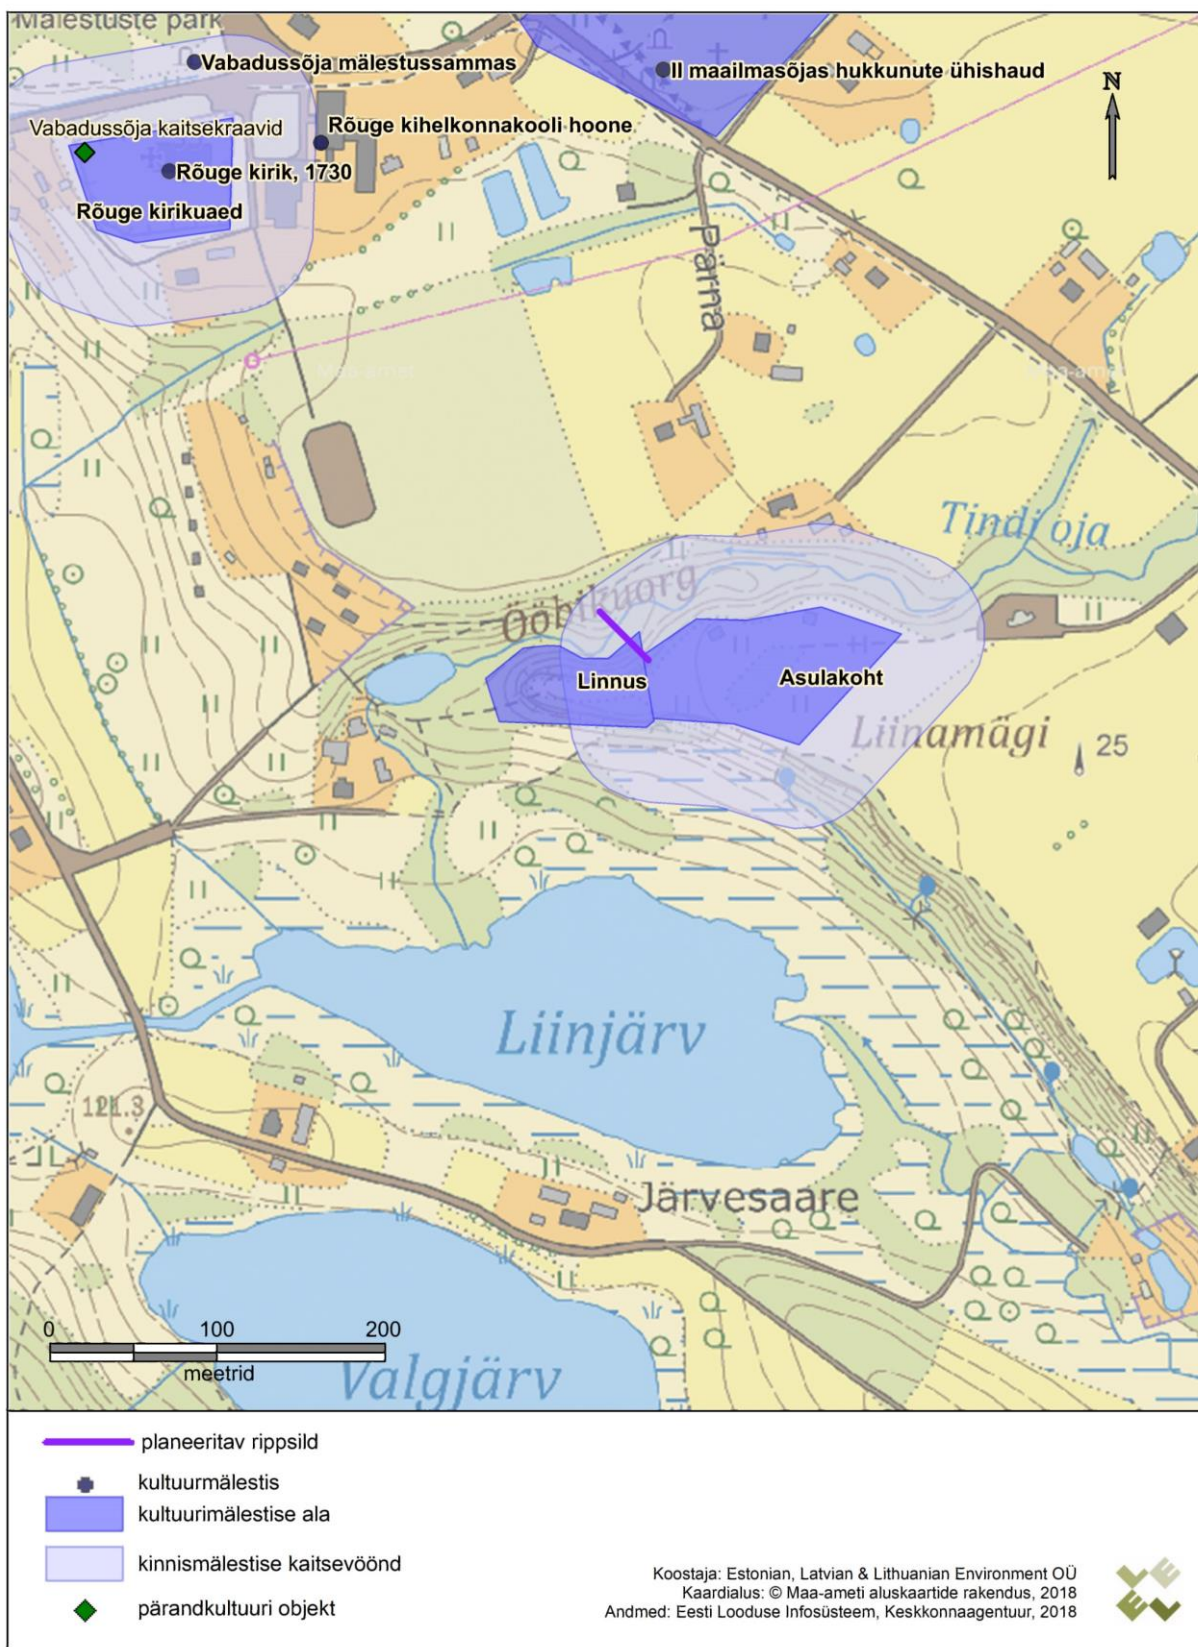 Mälestuste park
Vabadussõja mälestussammas
II maailmasõjas hukkunute ühishaud
N
Vabadussõja kaitsekraavid
Rõuge kihelkonnakooli hoone
Rõuge kirik, 1730
Rõuge kirikuaed
Pärna
Maa-amet
Maa-amet
Tindi oja
Ööbikuorg
Linnus
Asulakoht
Liinamägi
25
Liinjärv
121.3
Järvesaare
0 100 200
meetrid
Valgjärv
planeeritav rippsild
kultuurmälestis
kultuurimälestise ala
kinnismälestise kaitsevöönd
pärandkultuuri objekt
Koostaja: Estonian, Latvian & Lithuanian Environment OÜ
Kaardialus: © Maa-ameti aluskaartide rakendus, 2018
Andmed: Eesti Looduse Infosüsteem, Keskkonnaagentuur, 2018